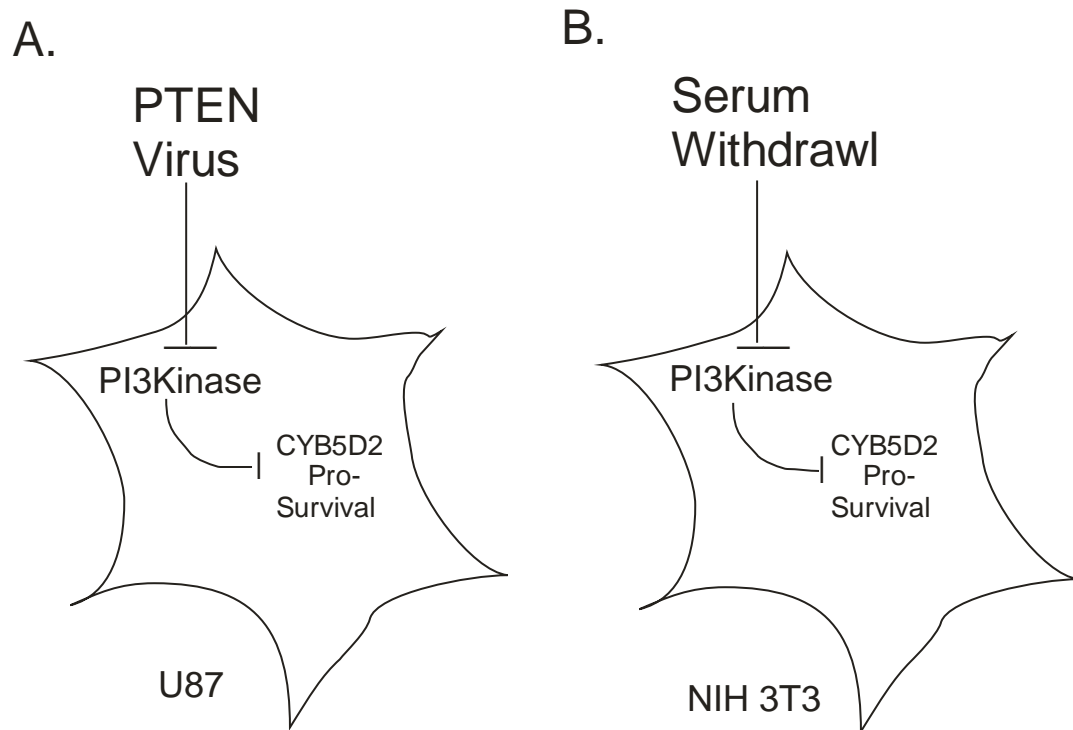 A.
PTEN
Virus
PI3Kinase
CYB5D2
Pro-
Survival
U87
B.
Serum
Withdrawl
PI3Kinase
CYB5D2
Pro-
Survival
NIH 3T3